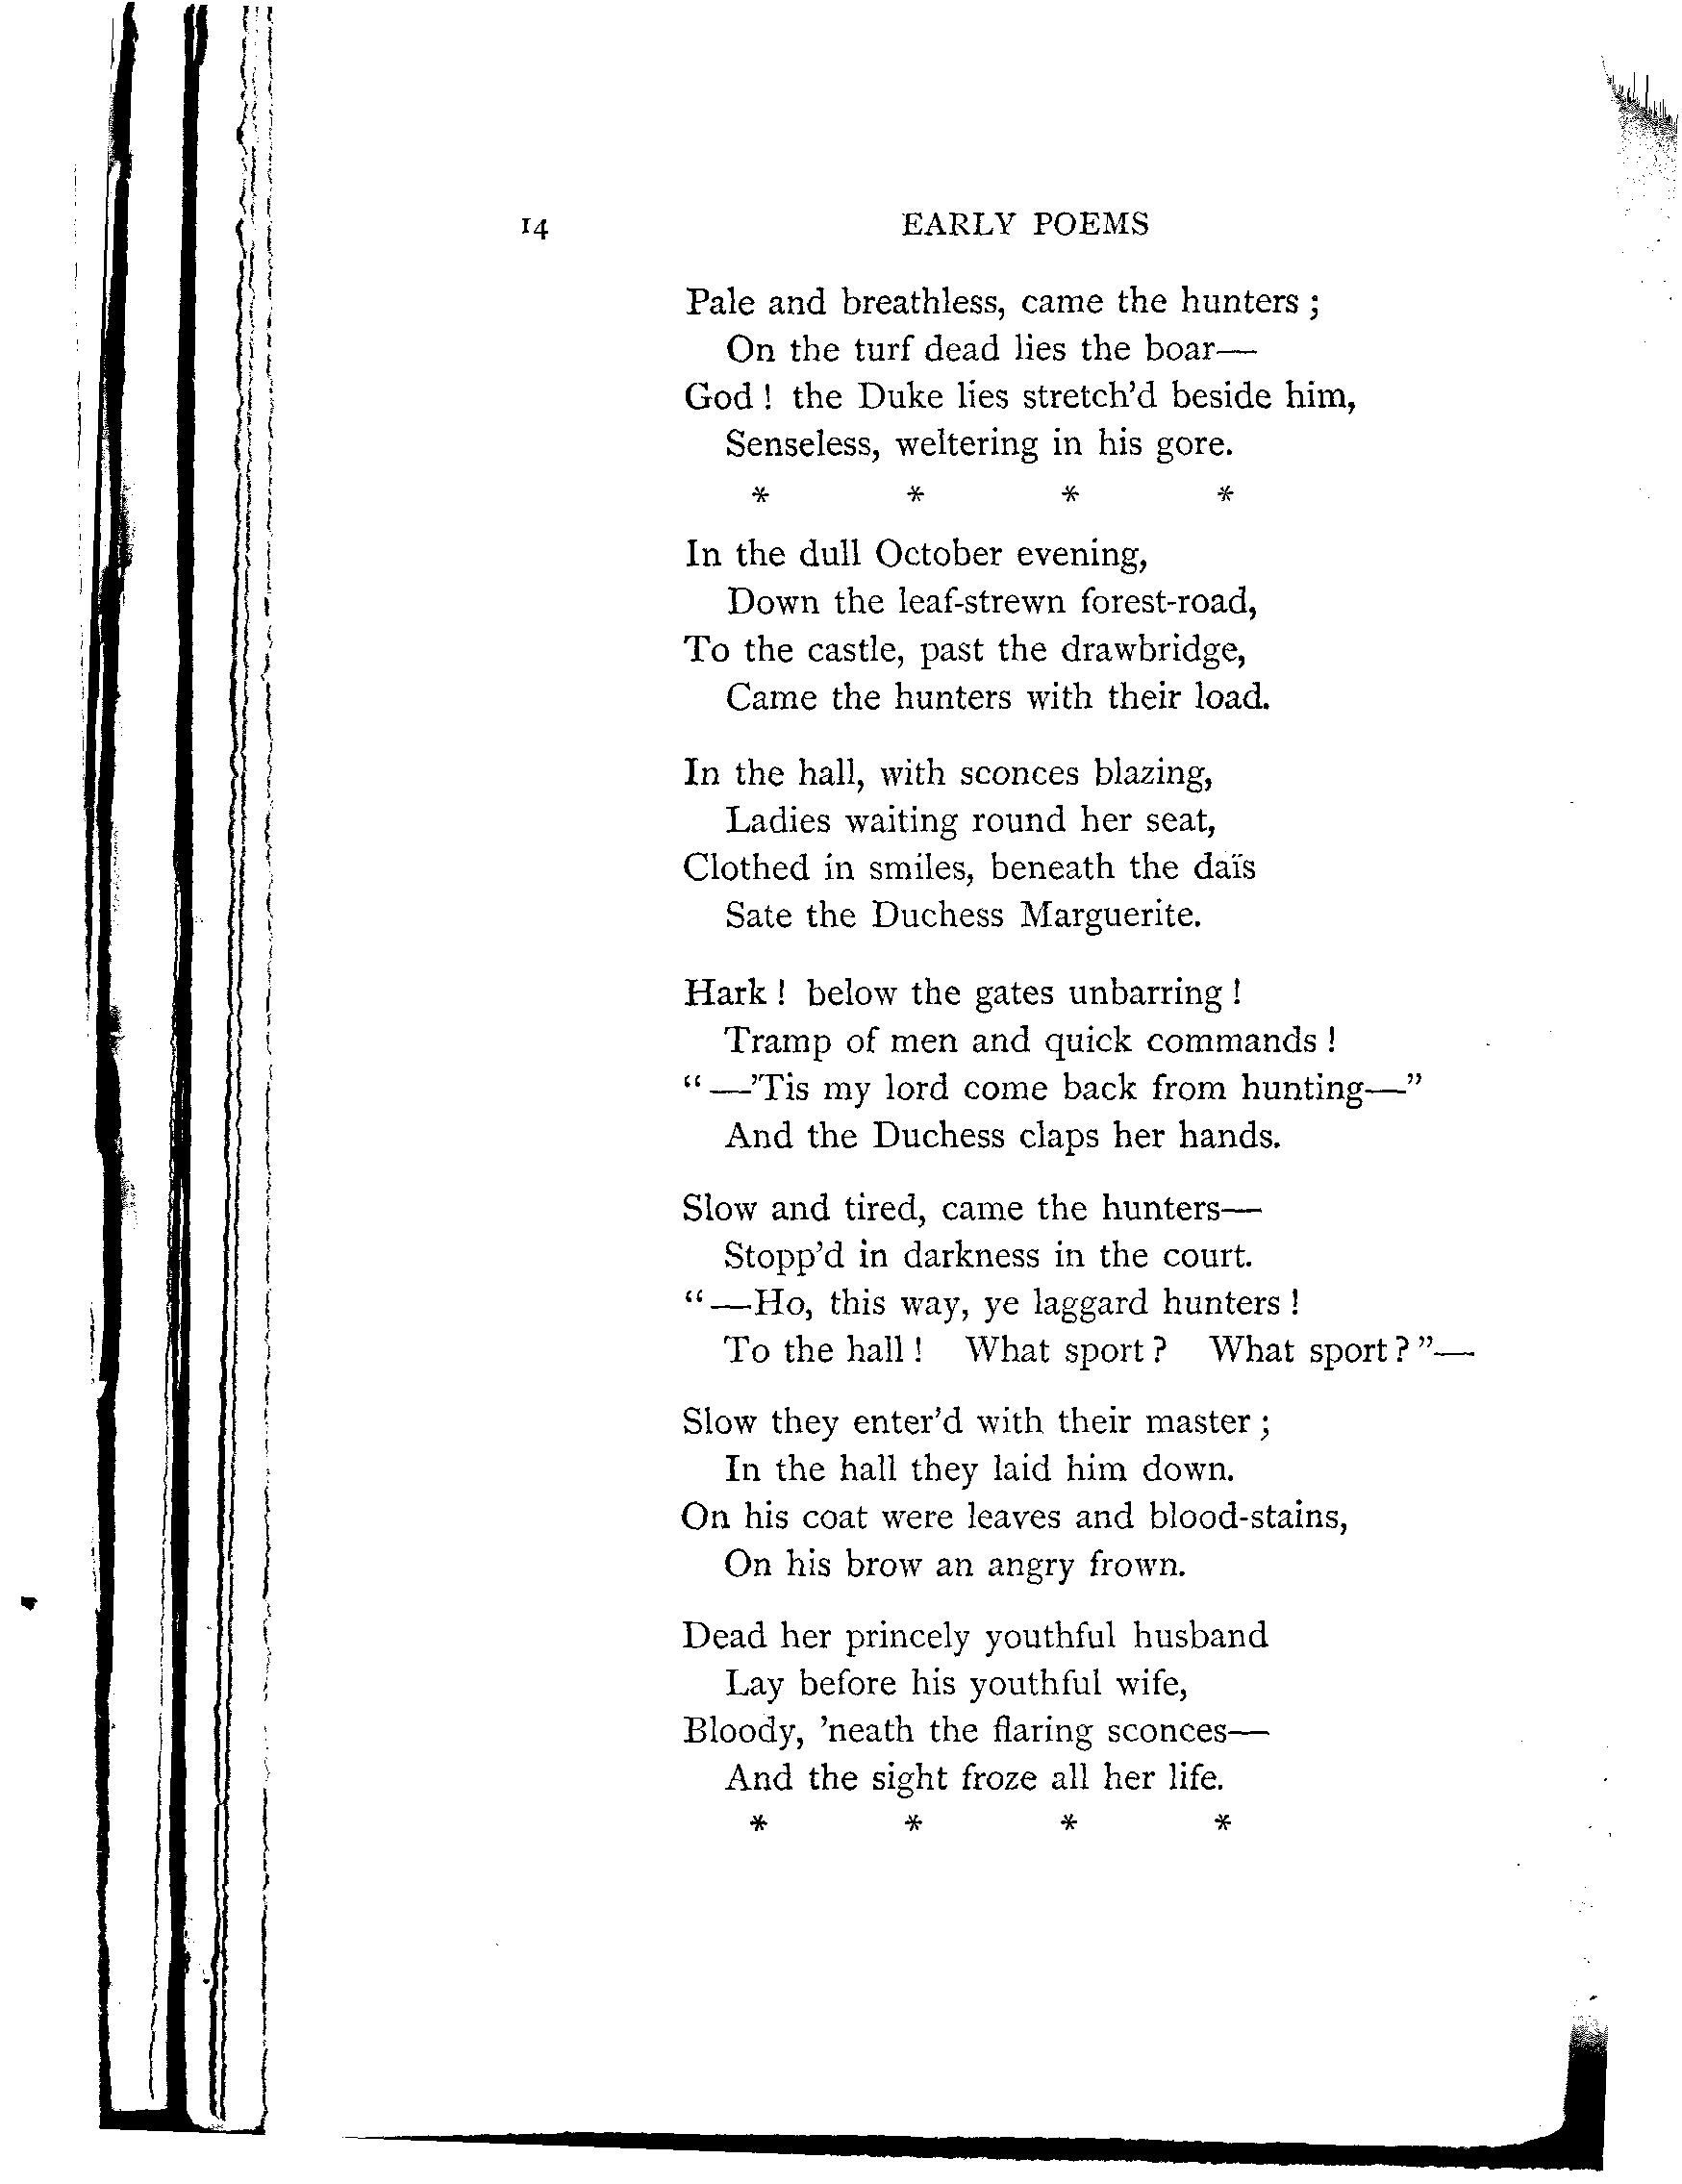 14 EARLY POEMS
Pale and breathless, came the hunters ;
On the turf dead lies the boar—
God ! the Duke lies stretch'd beside him,
Senseless, weltering in his gore.
* * * *
In the dull October evening,
Down the leaf-strewn forest-road,
To the castle, past the drawbridge,
Came the hunters with their load.
In the hall, with sconces blazing,
Ladies waiting round her seat,
Clothed in smiles, beneath the daïs
Sate the Duchess Marguerite.
Hark ! below the gates unbarring !
Tramp of men and quick commands !
“ —’Tis my lord come back from hunting—”
And the Duchess claps her hands.
Slow and tired, came the hunters—
Stopp’d in darkness in the court.
“ —Ho, this way, ye laggard hunters !
To the hall ! What sport ? What sport ? ”—
Slow they enter’d with their master ;
In the hall they laid him down.
On his coat were leaves and blood-stains,
On his brow an angry frown.
Dead her princely youthful husband
Lay before his youthful wife,
Bloody, ’neath the flaring sconces—
And the sight froze all her life.
* * * *